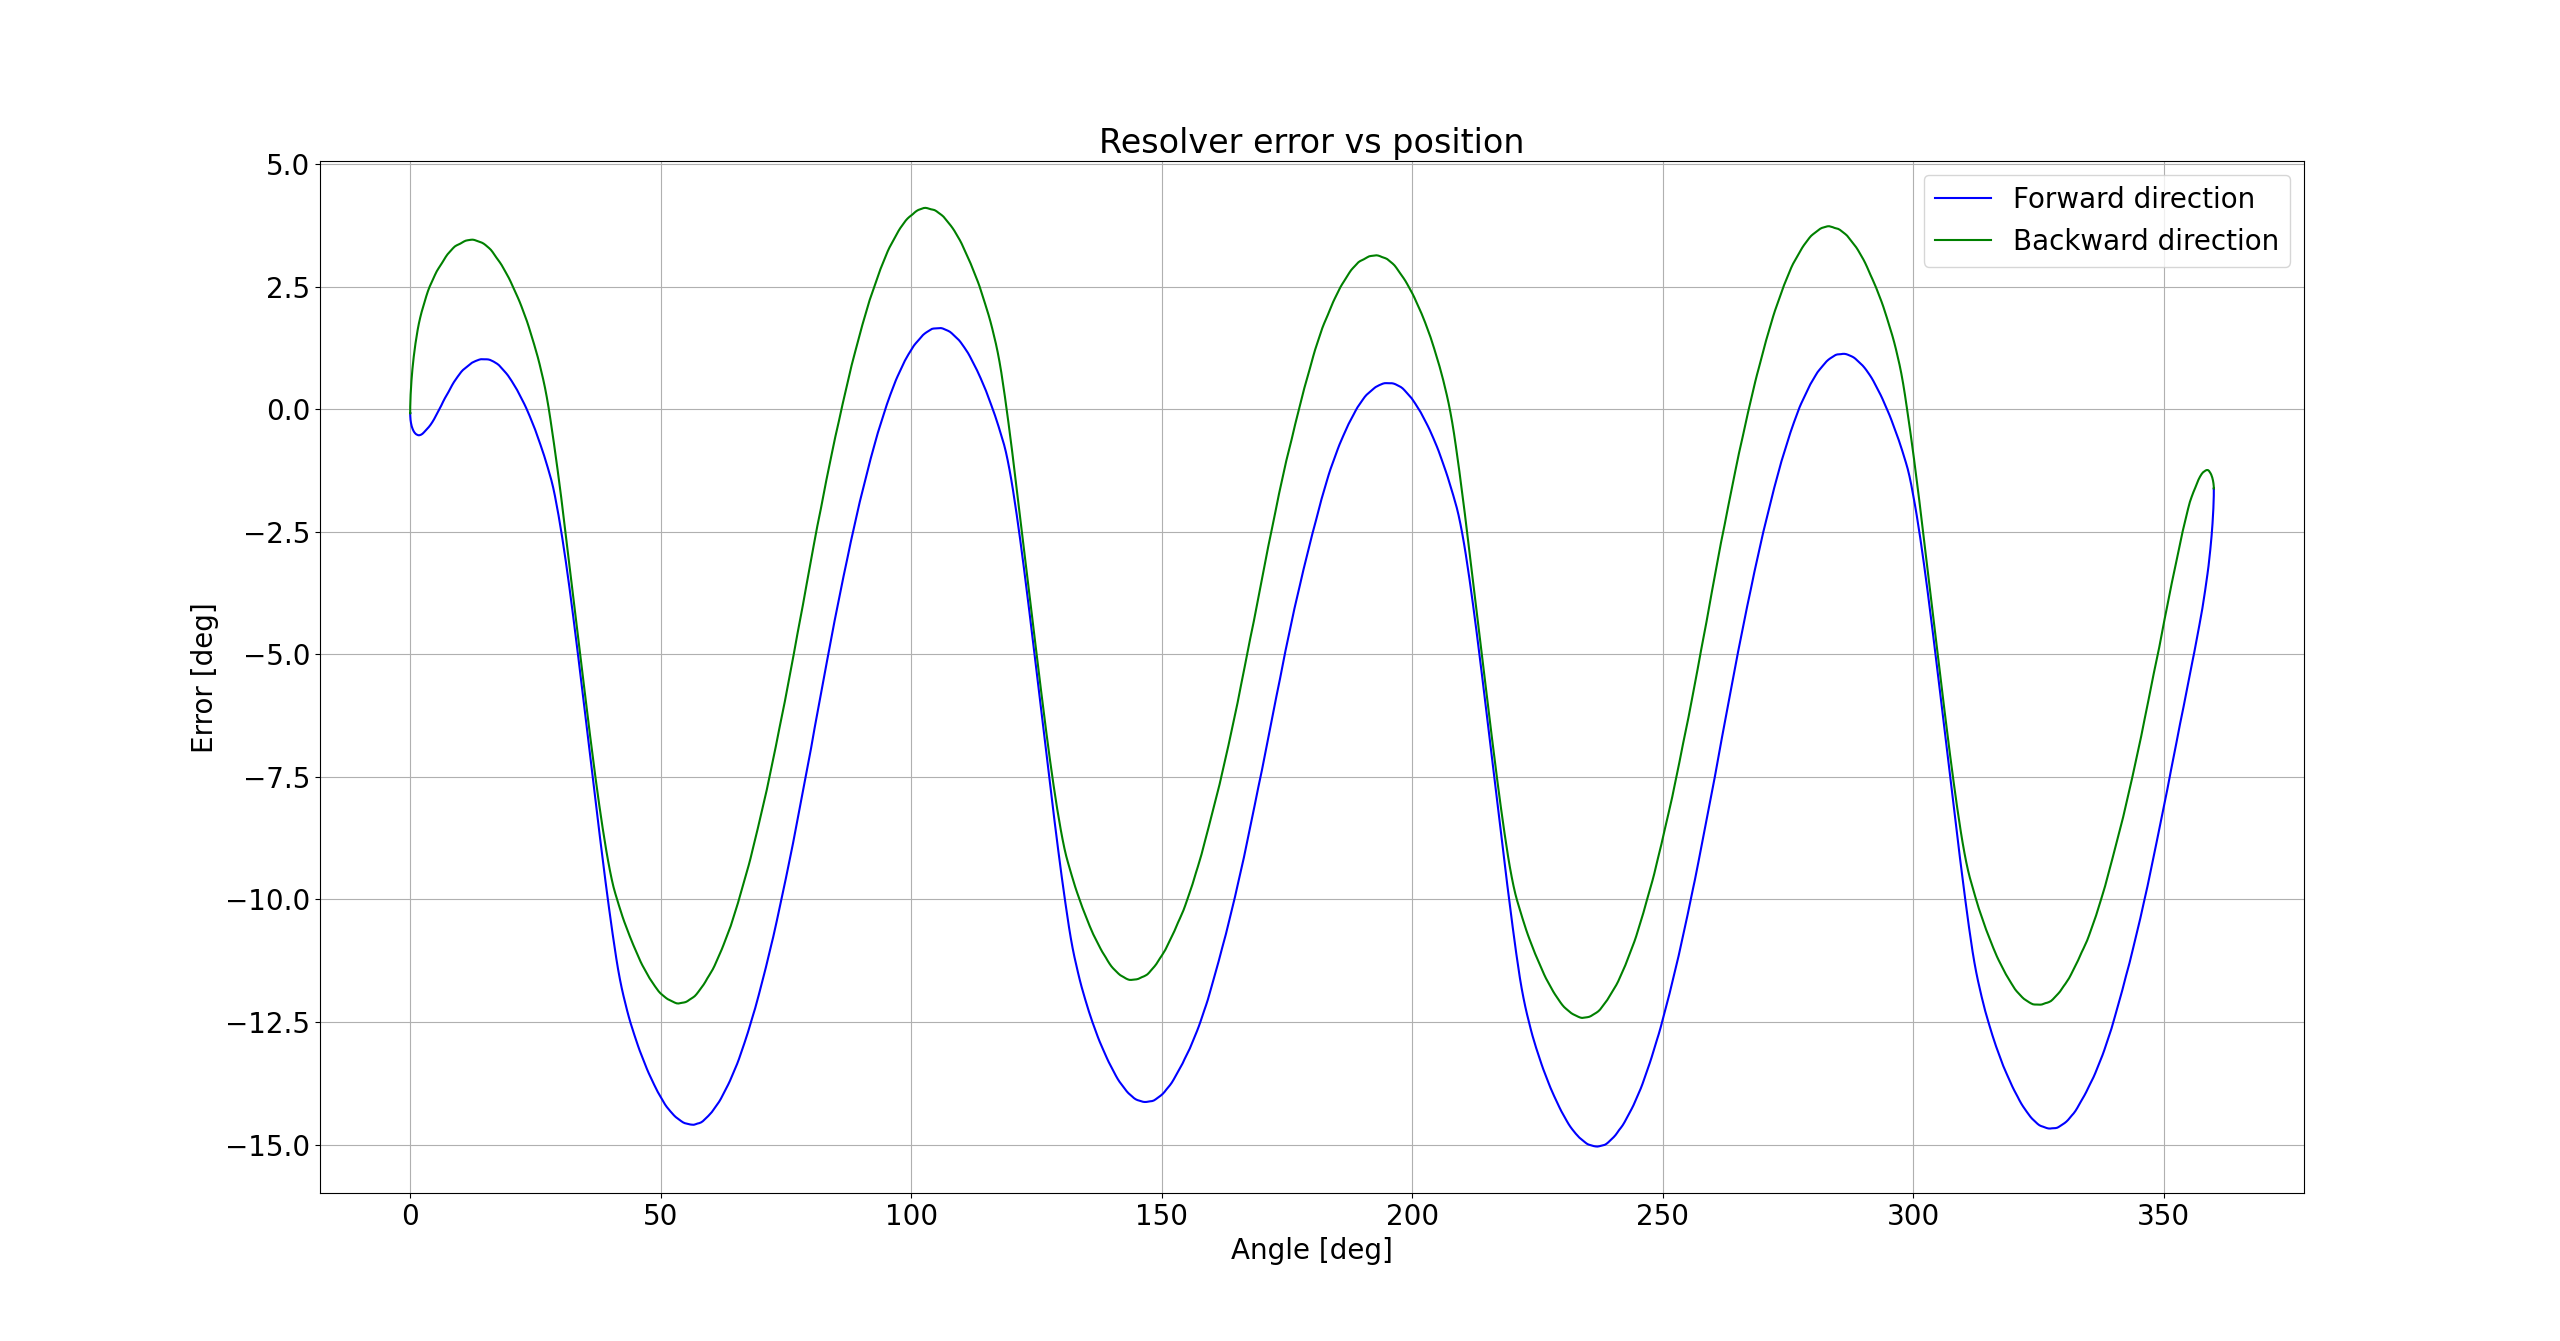 Resolver error vs position
Forward direction
Backward direction
Error [deg]
5.0
2.5
0.0
−2.5
−5.0
−7.5
−10.0
−12.5
−15.0
0 50 100 150 200 250 300 350
Angle [deg]